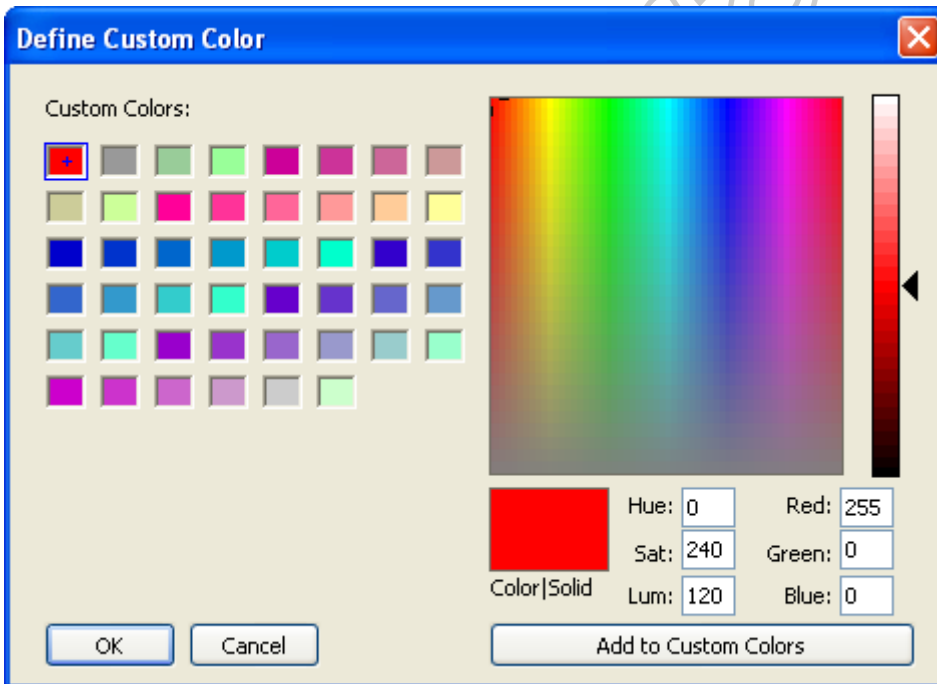 Define Custom Color
Custom Colors:
Hue: 0 Red: 255
Sat: 240 Green: 0
Color|Solid
Lum: 120 Blue: 0
OK Cancel Add to Custom Colors